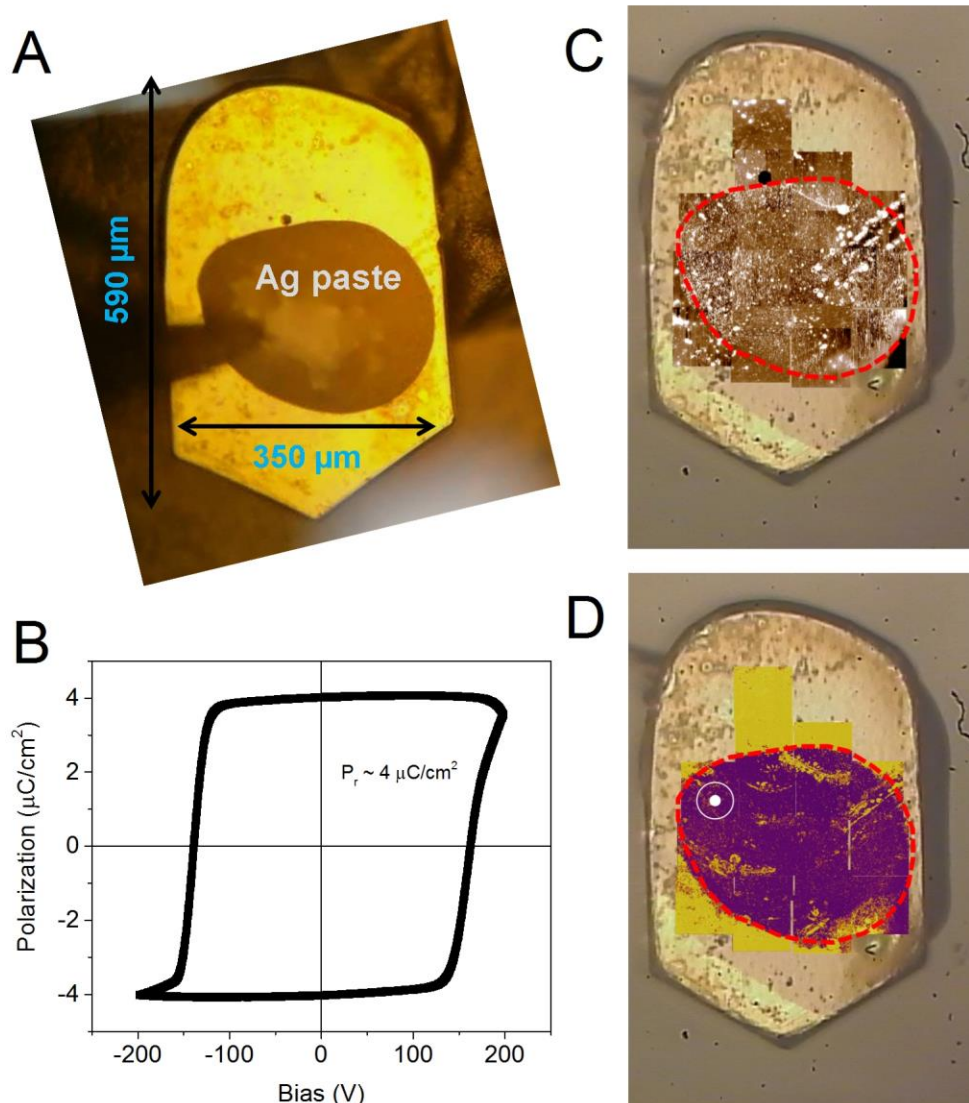 A
590 µm
Ag paste
350 µm
B
4
2
0
-2
-4
Polarization (µC/cm²)
P_r ~ 4 µC/cm²
-200
-100
0
100
200
Bias (V)
C
D